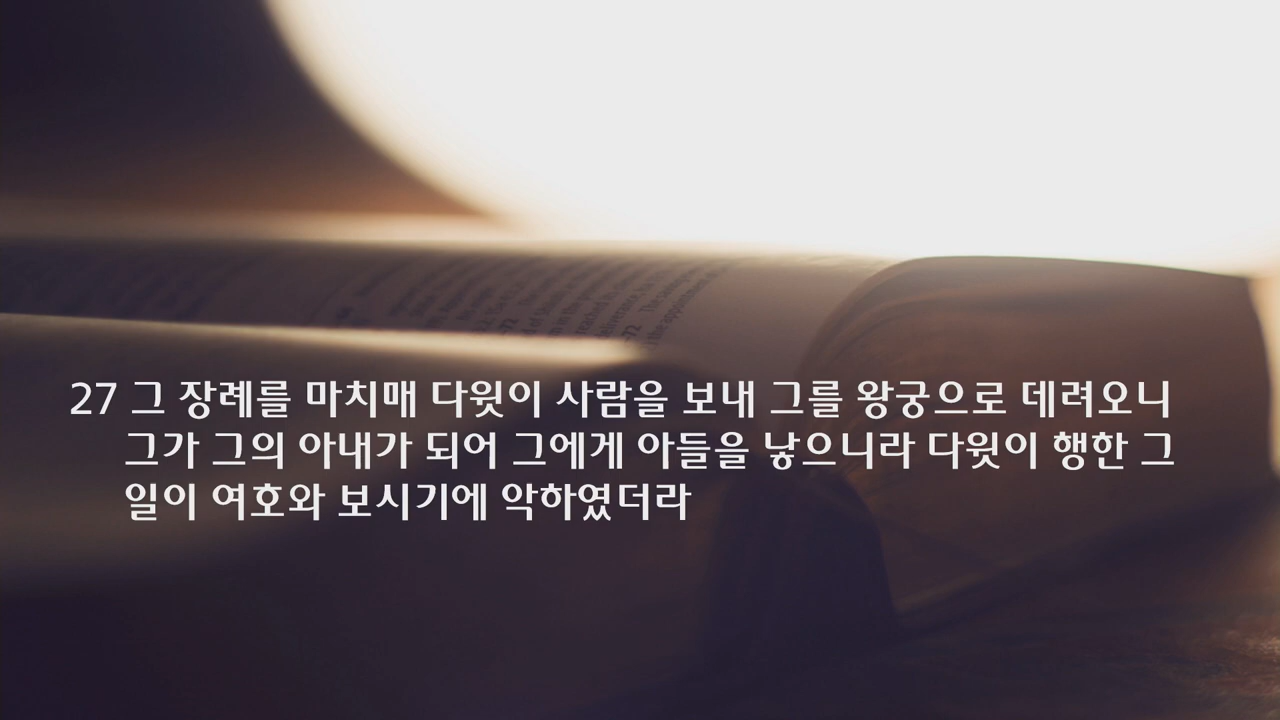 27 그 장례를 마치매 다윗이 사람을 보내 그를 왕궁으로 데려오니
그가 그의 아내가 되어 그에게 아들을 낳으니라 다윗이 행한 그
일이 여호와 보시기에 악하였더라